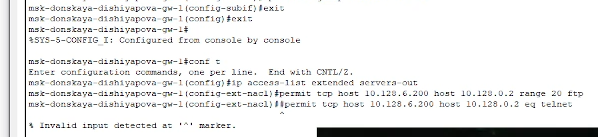 msk-donskaya-dishiyapova-gw-1(config-subif)#exit
msk-donskaya-dishiyapova-gw-1(config)#exit
msk-donskaya-dishiyapova-gw-1#
%SYS-5-CONFIG_I: Configured from console by console
msk-donskaya-dishiyapova-gw-1#conf t
Enter configuration commands, one per line.  End with CNTL/Z.
msk-donskaya-dishiyapova-gw-1(config)#ip access-list extended servers-out
msk-donskaya-dishiyapova-gw-1(config-ext-nacl)#permit tcp host 10.128.6.200 host 10.128.0.2 range 20 ftp
msk-donskaya-dishiyapova-gw-1(config-ext-nacl)##permit tcp host 10.128.6.200 host 10.128.0.2 eq telnet
^
% Invalid input detected at '^' marker.